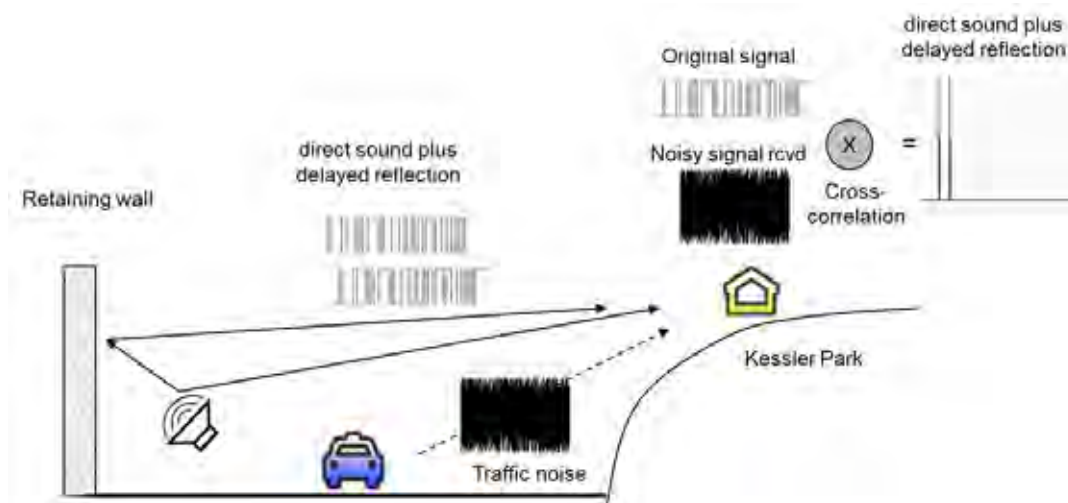 direct sound plus
delayed reflection
Original signal
direct sound plus
delayed reflection
Noisy signal rcvd
X
=
Cross-
correlation
Retaining wall
Kessler Park
Traffic noise